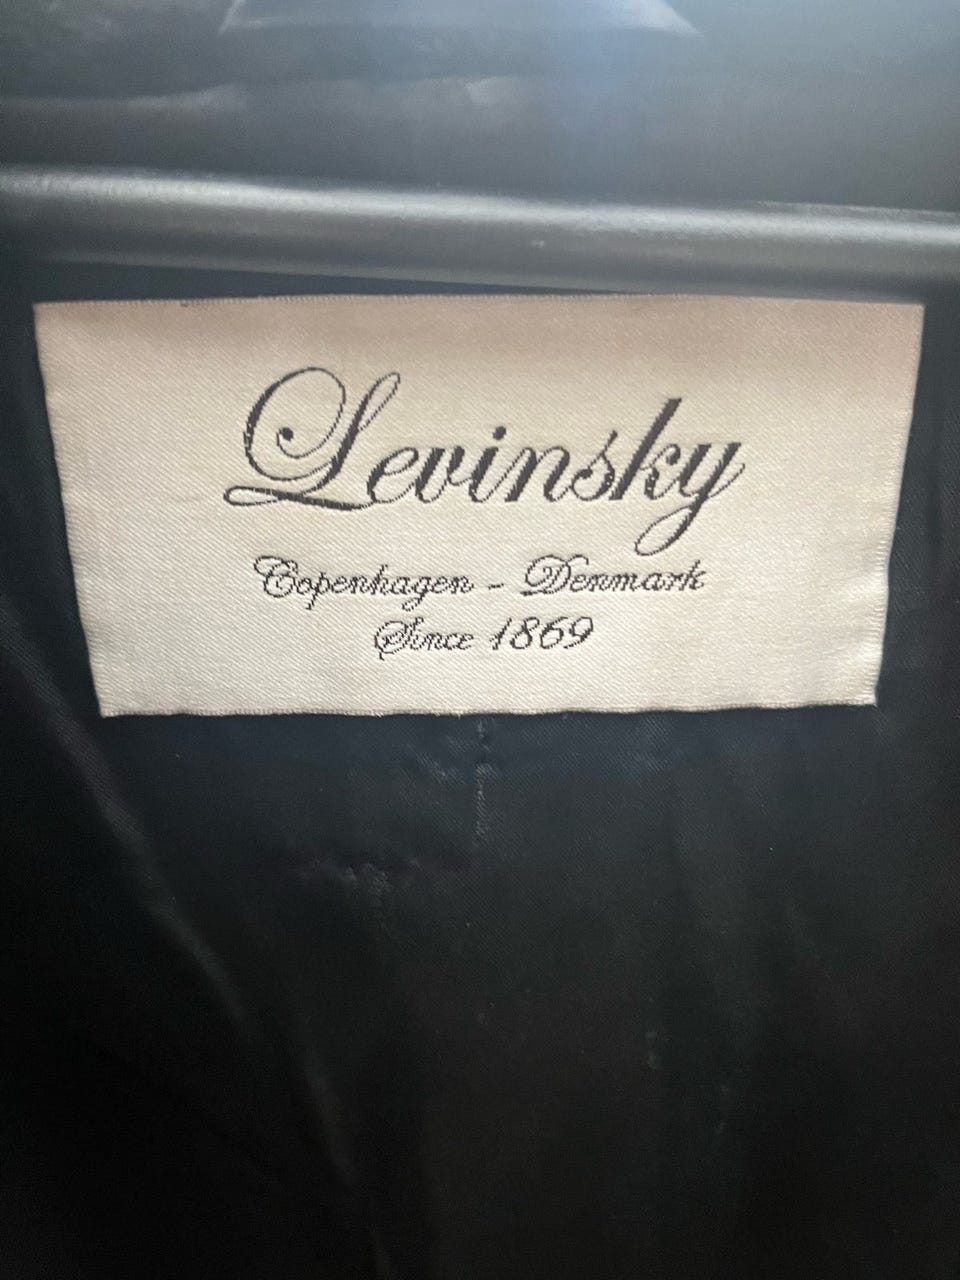 Levinsky
Copenhagen - Denmark
Since 1869